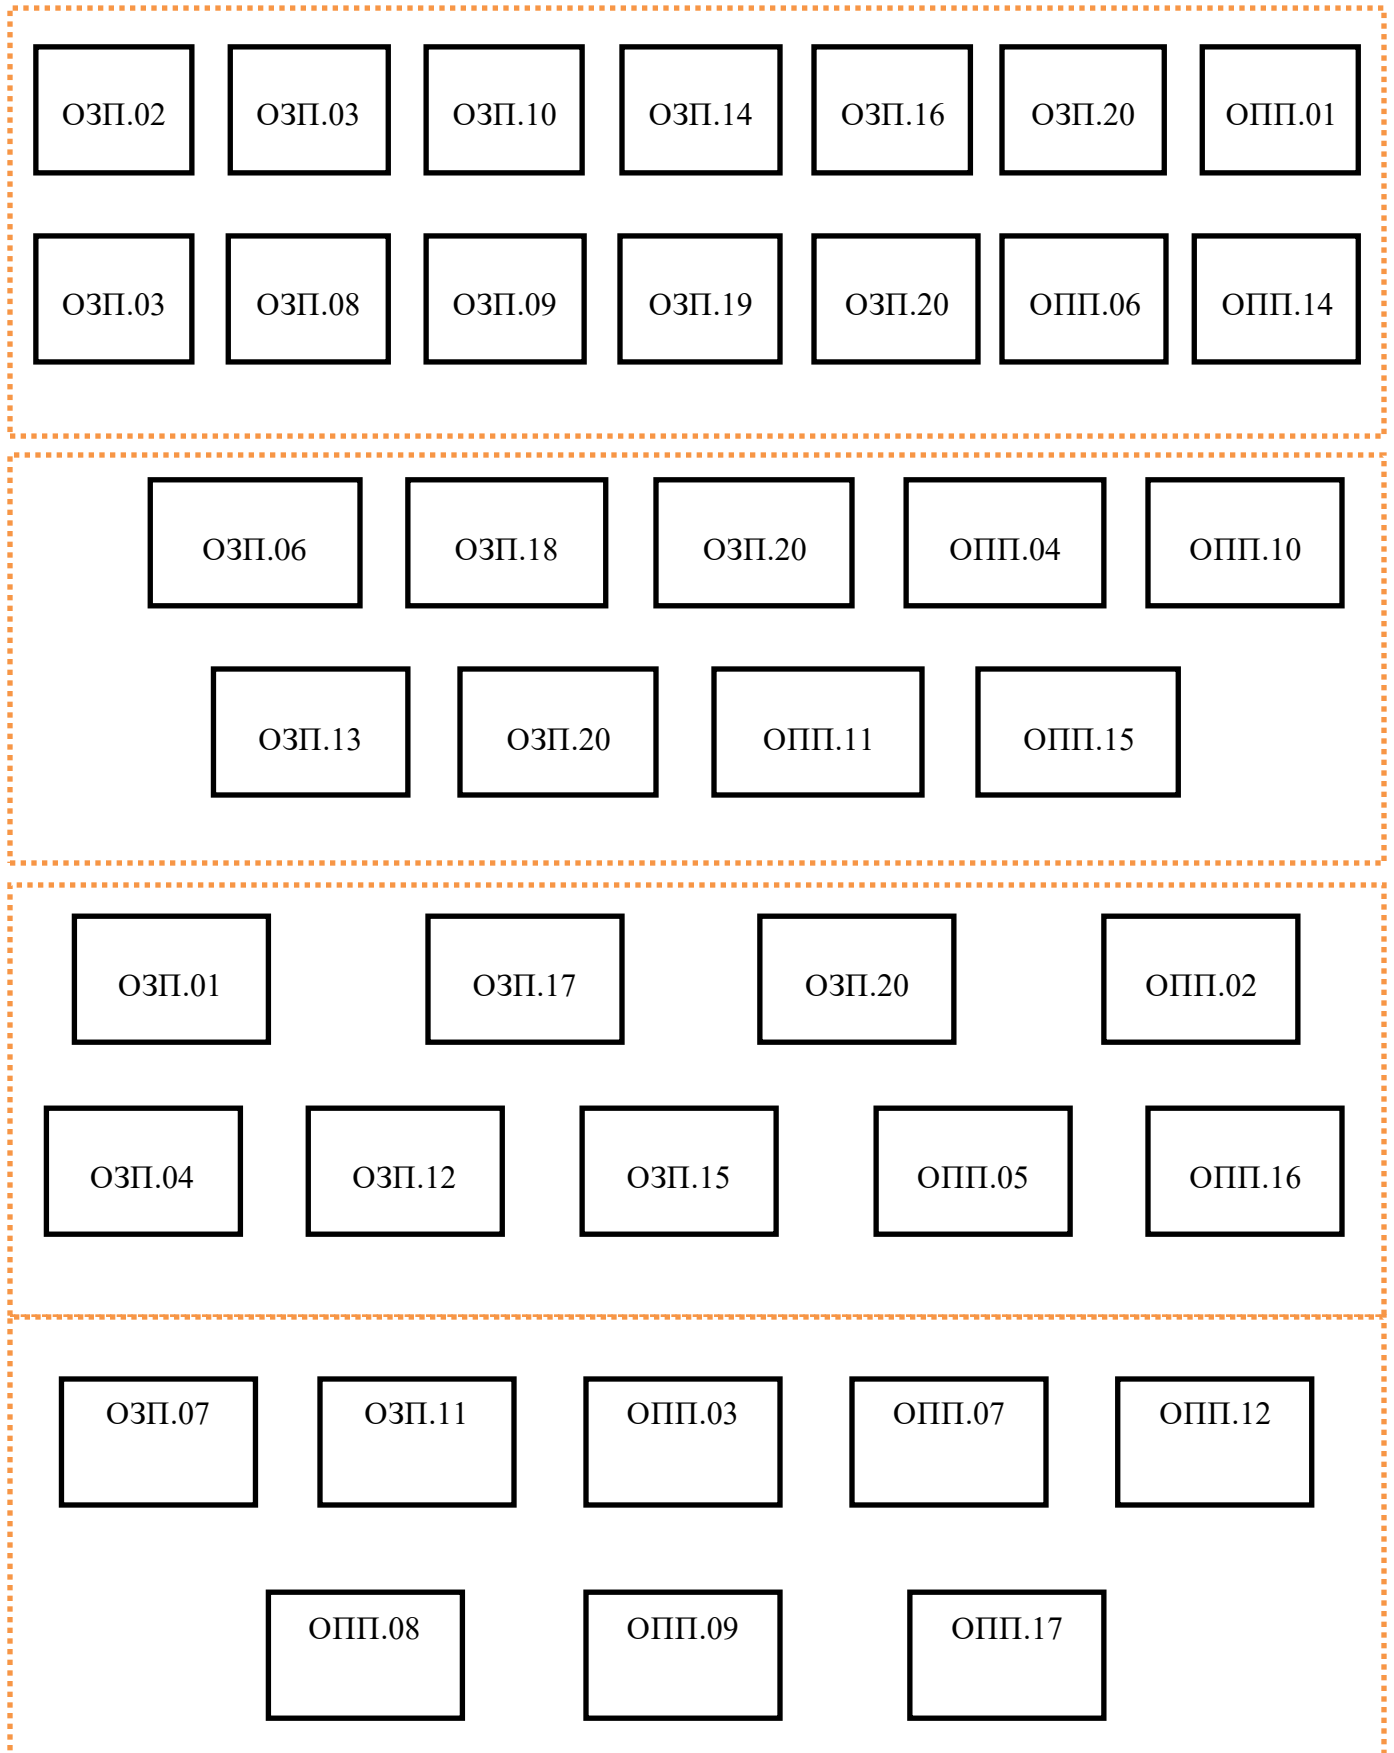 ОЗП.02 ОЗП.03 ОЗП.10 ОЗП.14 ОЗП.16 ОЗП.20 ОПП.01
ОЗП.03 ОЗП.08 ОЗП.09 ОЗП.19 ОЗП.20 ОПП.06 ОПП.14
ОЗП.06 ОЗП.18 ОЗП.20 ОПП.04 ОПП.10
ОЗП.13 ОЗП.20 ОПП.11 ОПП.15
ОЗП.01 ОЗП.17 ОЗП.20 ОПП.02
ОЗП.04 ОЗП.12 ОЗП.15 ОПП.05 ОПП.16
ОЗП.07 ОЗП.11 ОПП.03 ОПП.07 ОПП.12
ОПП.08 ОПП.09 ОПП.17